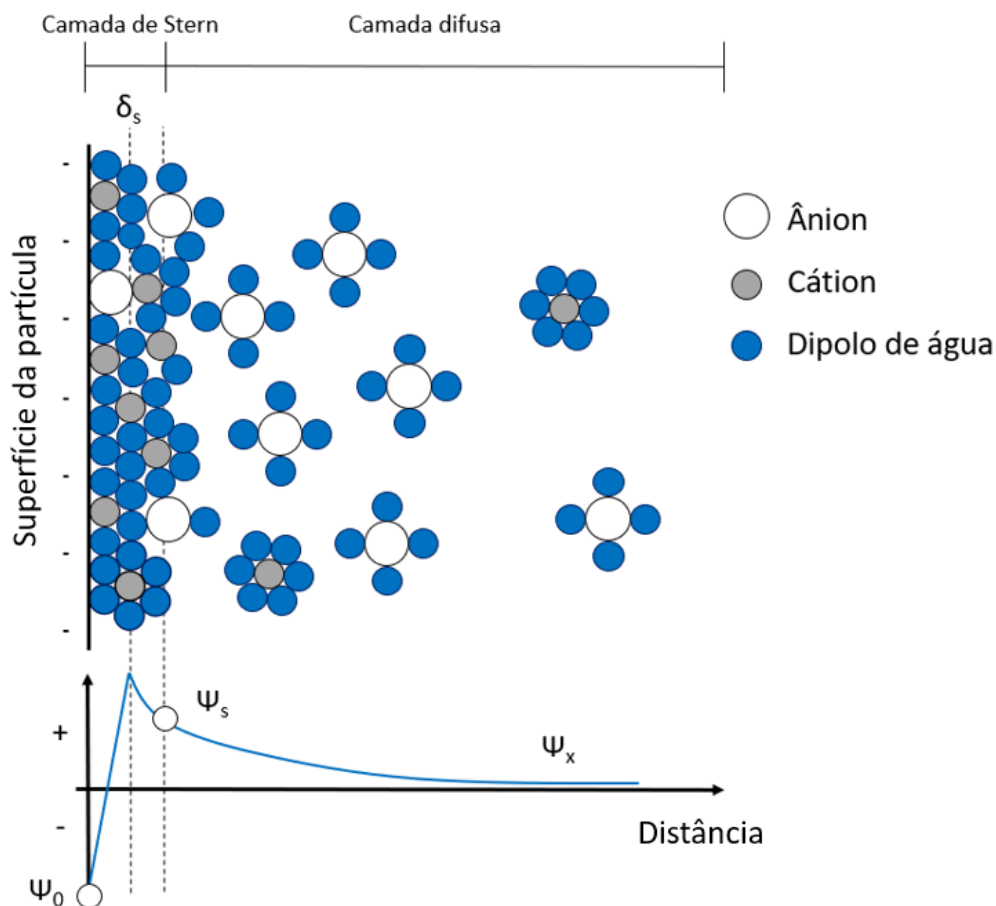 Camada de Stern
Camada difusa
δs
-
-
-
-
-
-
-
Superfície da partícula
Ânion
Cátion
Dipolo de água
Ψs
Ψx
+
-
Distância
Ψ0